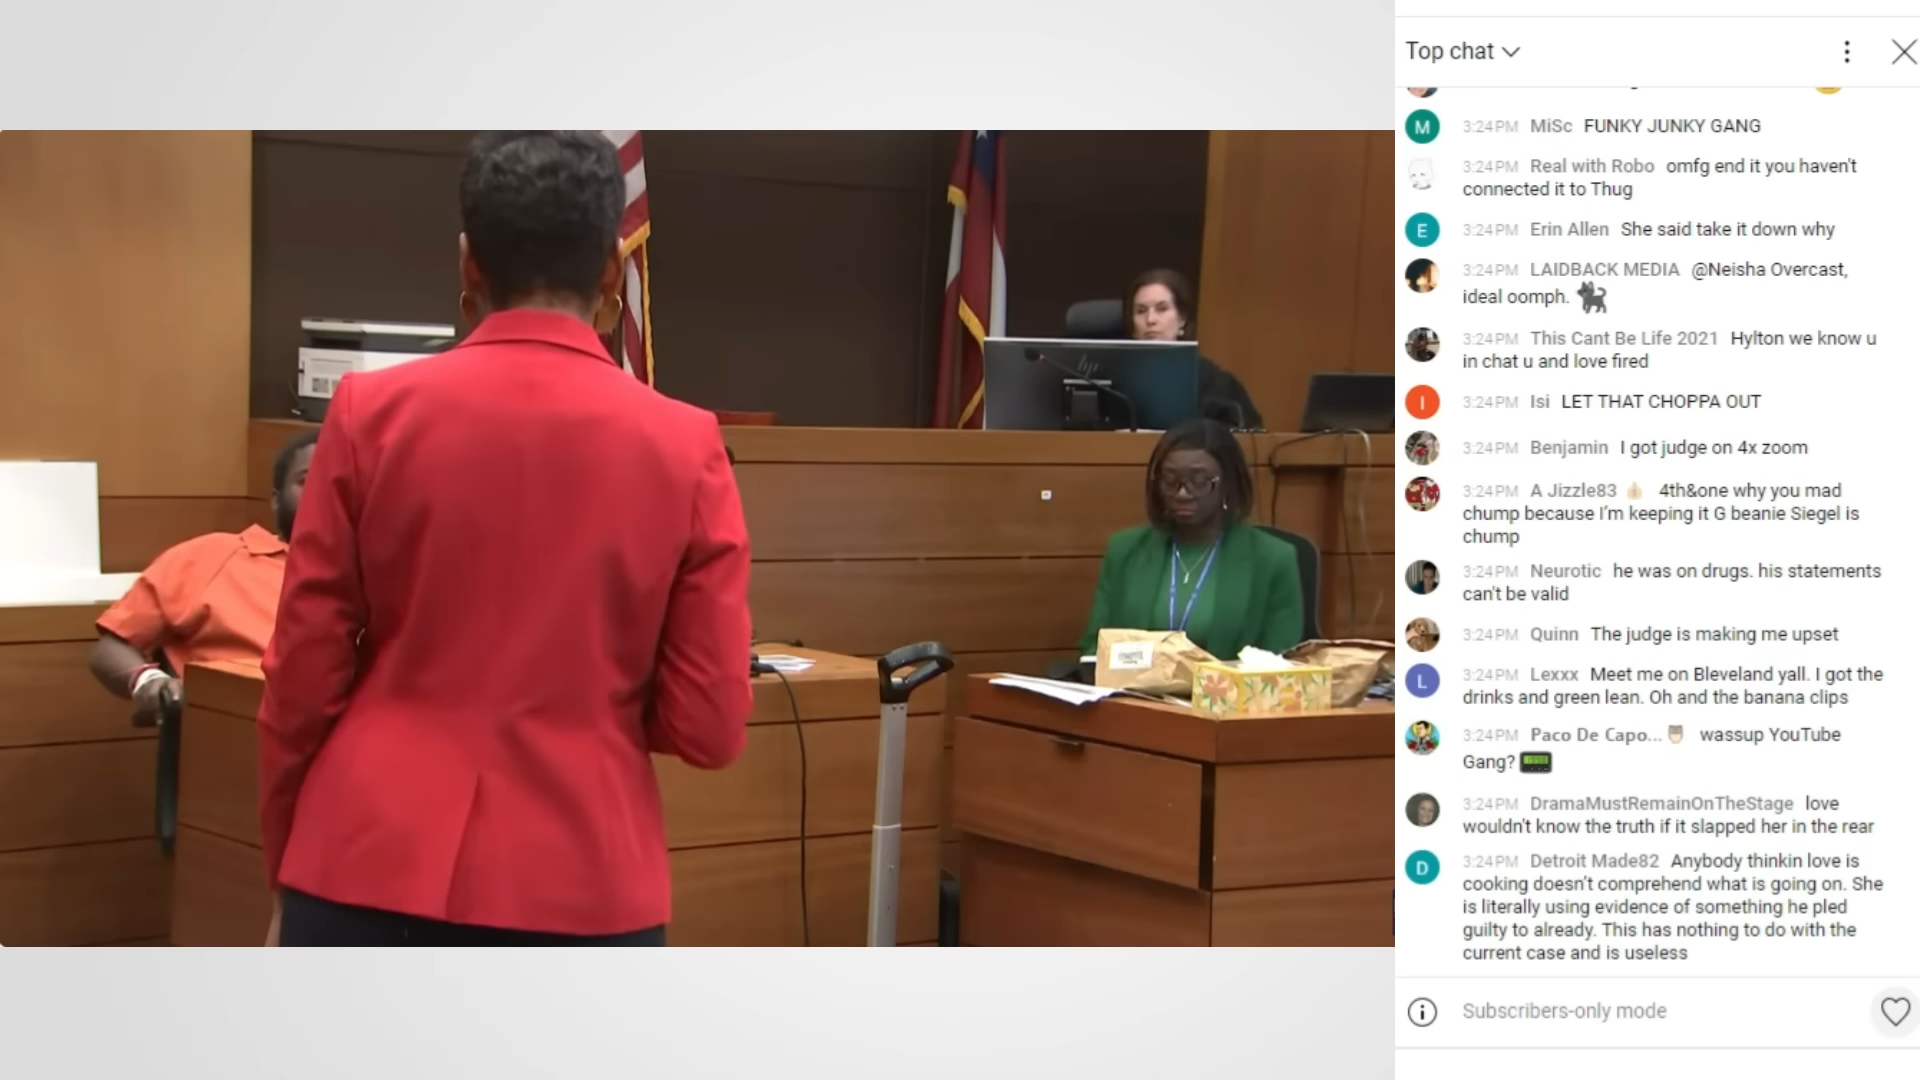 Top chat
3:24 PM MiSc FUNKY JUNKY GANG
3:24 PM Real with Robo omfg end it you haven't
connected it to Thug
3:24 PM Erin Allen She said take it down why
3:24 PM LAIDBACK MEDIA @Neisha Overcast,
ideal oomph.
3:24 PM This Cant Be Life 2021 Hylton we know u
in chat u and love fired
3:24 PM Isi LET THAT CHOPPA OUT
3:24 PM Benjamin I got judge on 4x zoom
3:24 PM A Jizzle83 4th&one why you mad
chump because I'm keeping it G beanie Siegel is
chump
3:24 PM Neurotic he was on drugs. his statements
can't be valid
3:24 PM Quinn The judge is making me upset
3:24 PM Lexxx Meet me on Bleveland yall. I got the
drinks and green lean. Oh and the banana clips
3:24 PM Paco De Capo... wassup YouTube
Gang?
3:24 PM DramaMustRemainOnTheStage love
wouldn't know the truth if it slapped her in the rear
3:24 PM Detroit Made82 Anybody thinkin love is
cooking doesn't comprehend what is going on. She
is literally using evidence of something he pled
guilty to already. This has nothing to do with the
current case and is useless
Subscribers-only mode
M
E
I
L
D
hp